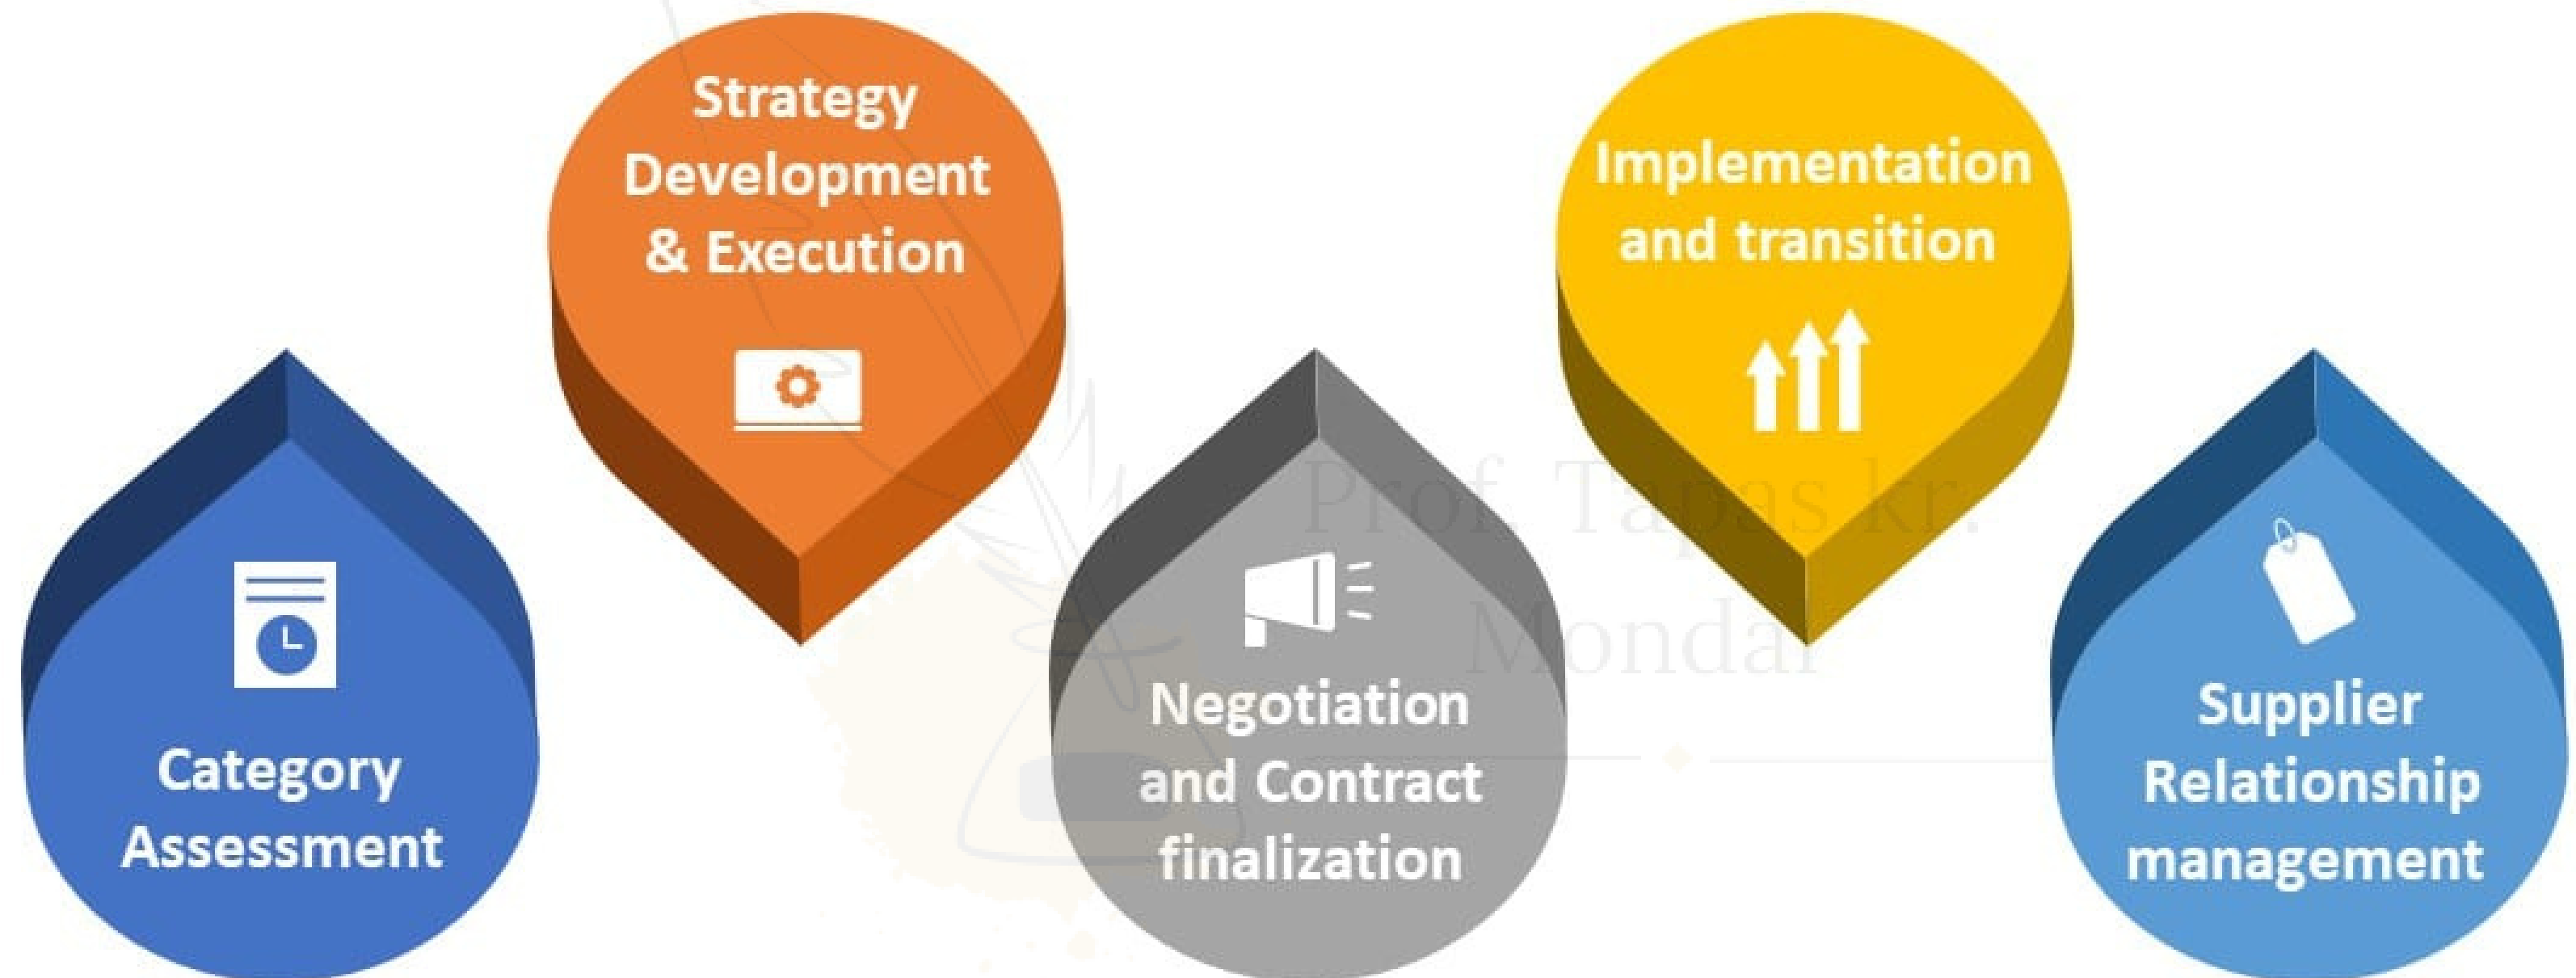 Category
Assessment
Strategy
Development
& Execution
Negotiation
and Contract
finalization
Implementation
and transition
Supplier
Relationship
management
Prof. Tapas kr.
Mondal